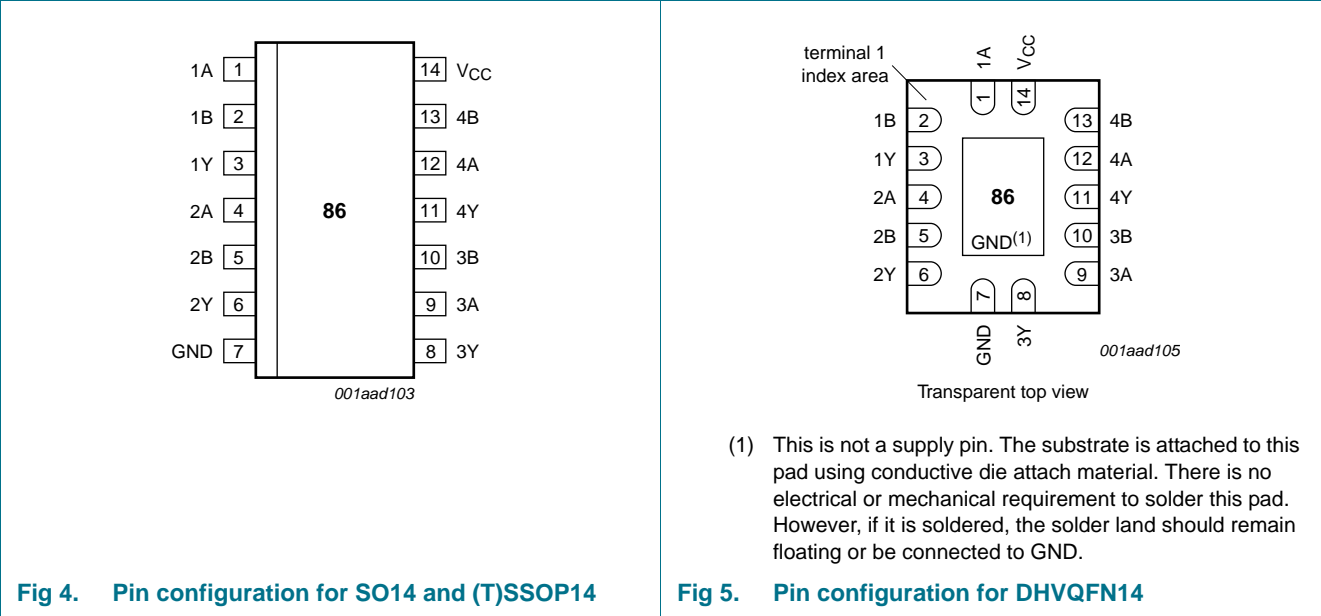 1A 1 14 VCC
1B 2 13 4B
1Y 3 12 4A
2A 4 86 11 4Y
2B 5 10 3B
2Y 6 9 3A
GND 7 8 3Y
001aad103
Fig 4. Pin configuration for SO14 and (T)SSOP14
terminal 1
index area
1A VCC
1 14
1B 2 13 4B
1Y 3 12 4A
2A 4 86 11 4Y
2B 5 GND(1) 10 3B
2Y 6 9 3A
7 8
GND 3Y
001aad105
Transparent top view
(1) This is not a supply pin. The substrate is attached to this
pad using conductive die attach material. There is no
electrical or mechanical requirement to solder this pad.
However, if it is soldered, the solder land should remain
floating or be connected to GND.
Fig 5. Pin configuration for DHVQFN14